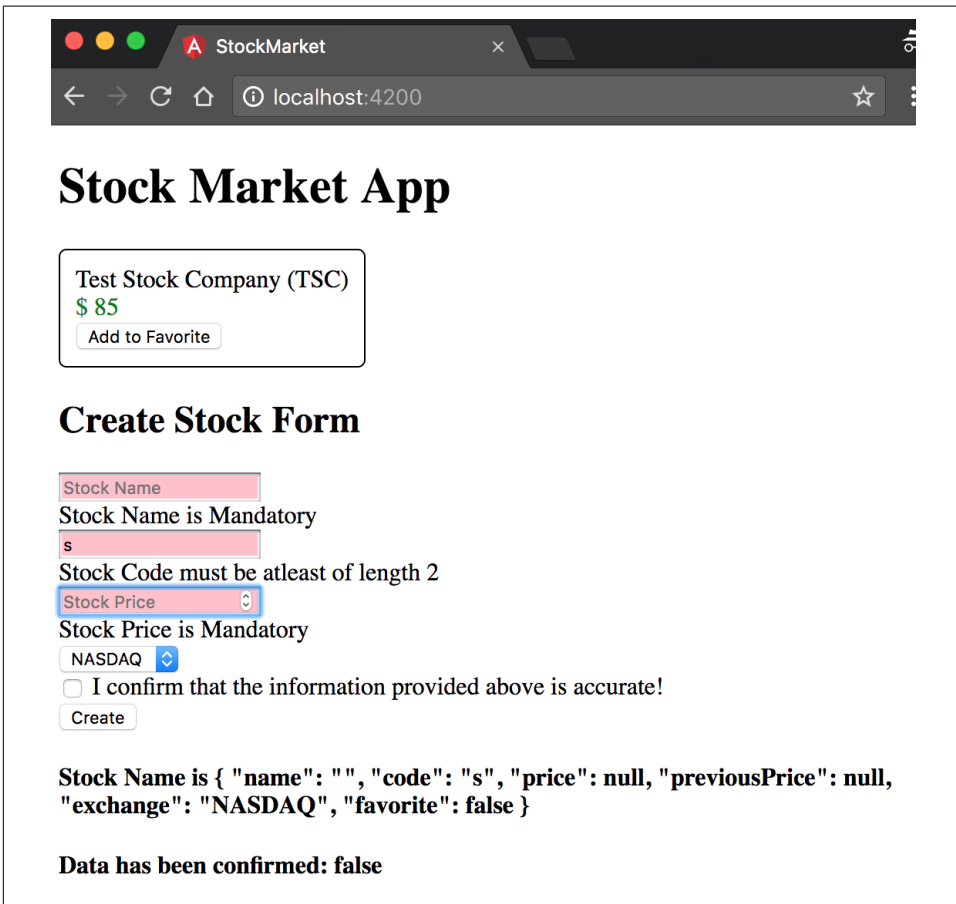 StockMarket
localhost:4200
Stock Market App
Test Stock Company (TSC)
$ 85
Add to Favorite
Create Stock Form
Stock Name
Stock Name is Mandatory
s
Stock Code must be atleast of length 2
Stock Price
Stock Price is Mandatory
NASDAQ
I confirm that the information provided above is accurate!
Create
Stock Name is { "name": "", "code": "s", "price": null, "previousPrice": null,
"exchange": "NASDAQ", "favorite": false }
Data has been confirmed: false